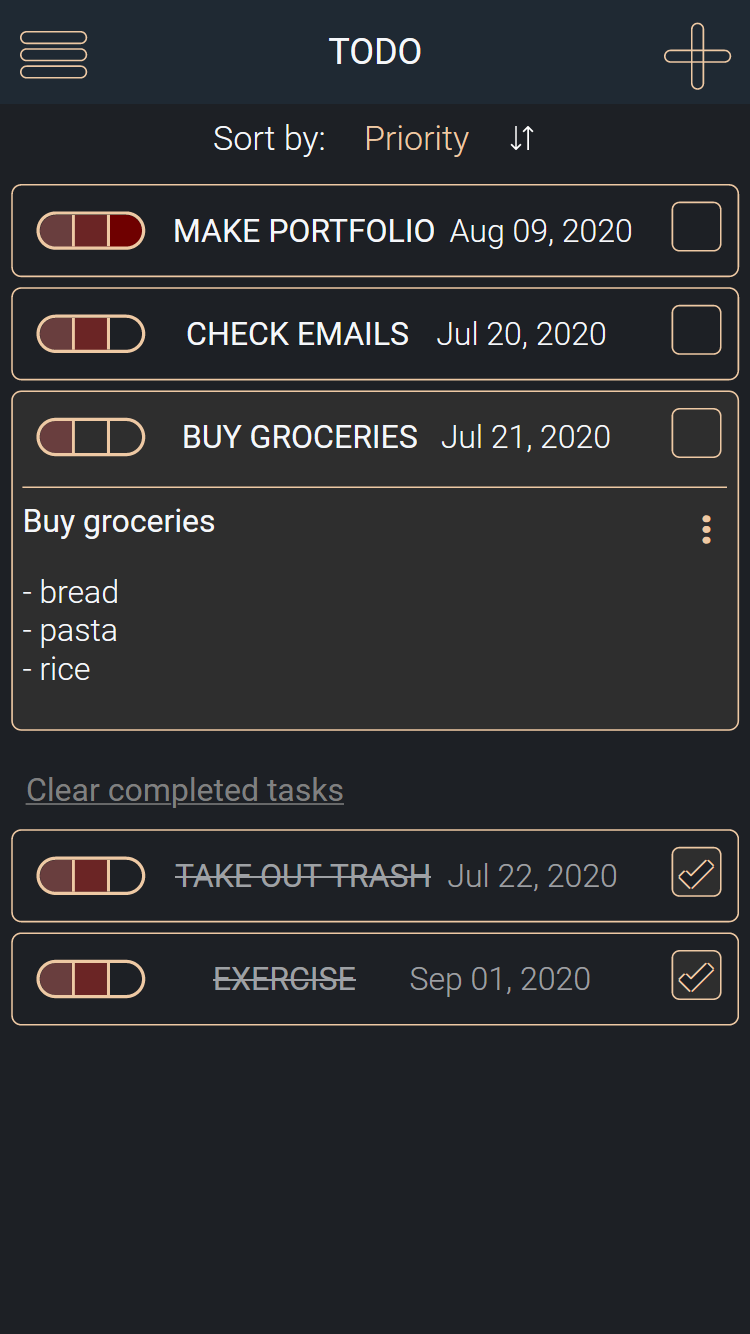 TODO
Sort by: Priority
MAKE PORTFOLIO Aug 09, 2020
CHECK EMAILS Jul 20, 2020
BUY GROCERIES Jul 21, 2020
Buy groceries
- bread
- pasta
- rice
Clear completed tasks
TAKE OUT TRASH Jul 22, 2020
EXERCISE Sep 01, 2020